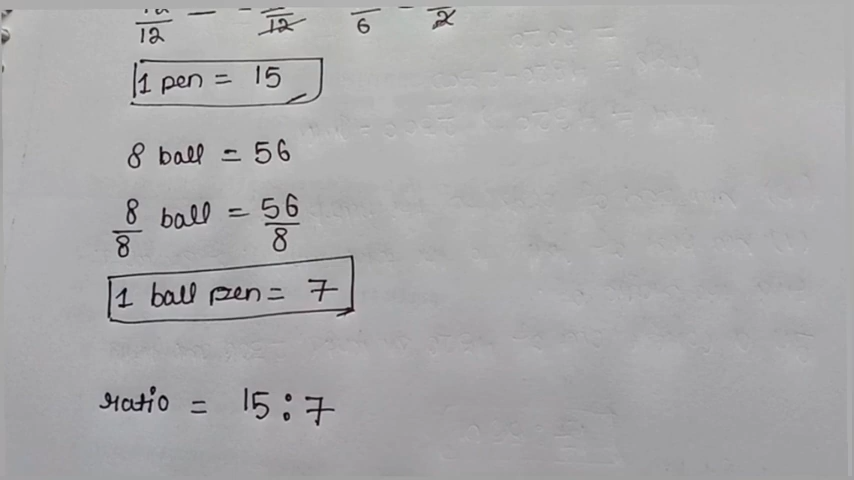 12 12 6 2
1 pen = 15
8 ball = 56
8/8 ball = 56/8
1 ball pen = 7
ratio = 15 : 7